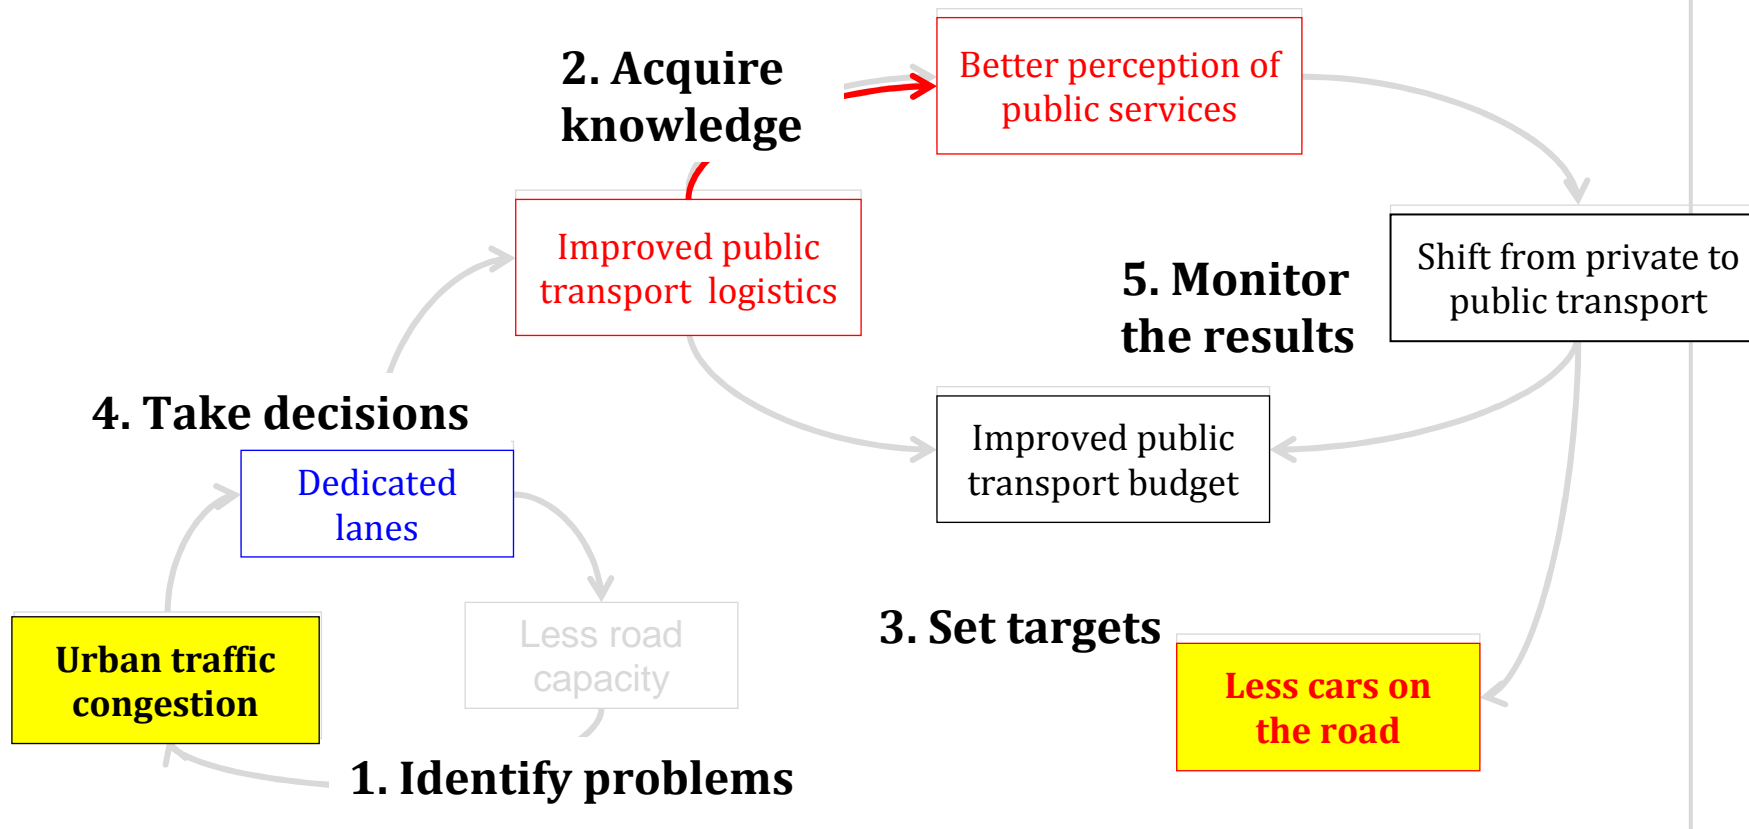 2. Acquire
knowledge
Better perception of
public services
Improved public
transport  logistics
5. Monitor
the results
Shift from private to
public transport
4. Take decisions
Dedicated
lanes
Improved public
transport budget
Urban traffic
congestion
Less road
capacity
3. Set targets
Less cars on
the road
1. Identify problems